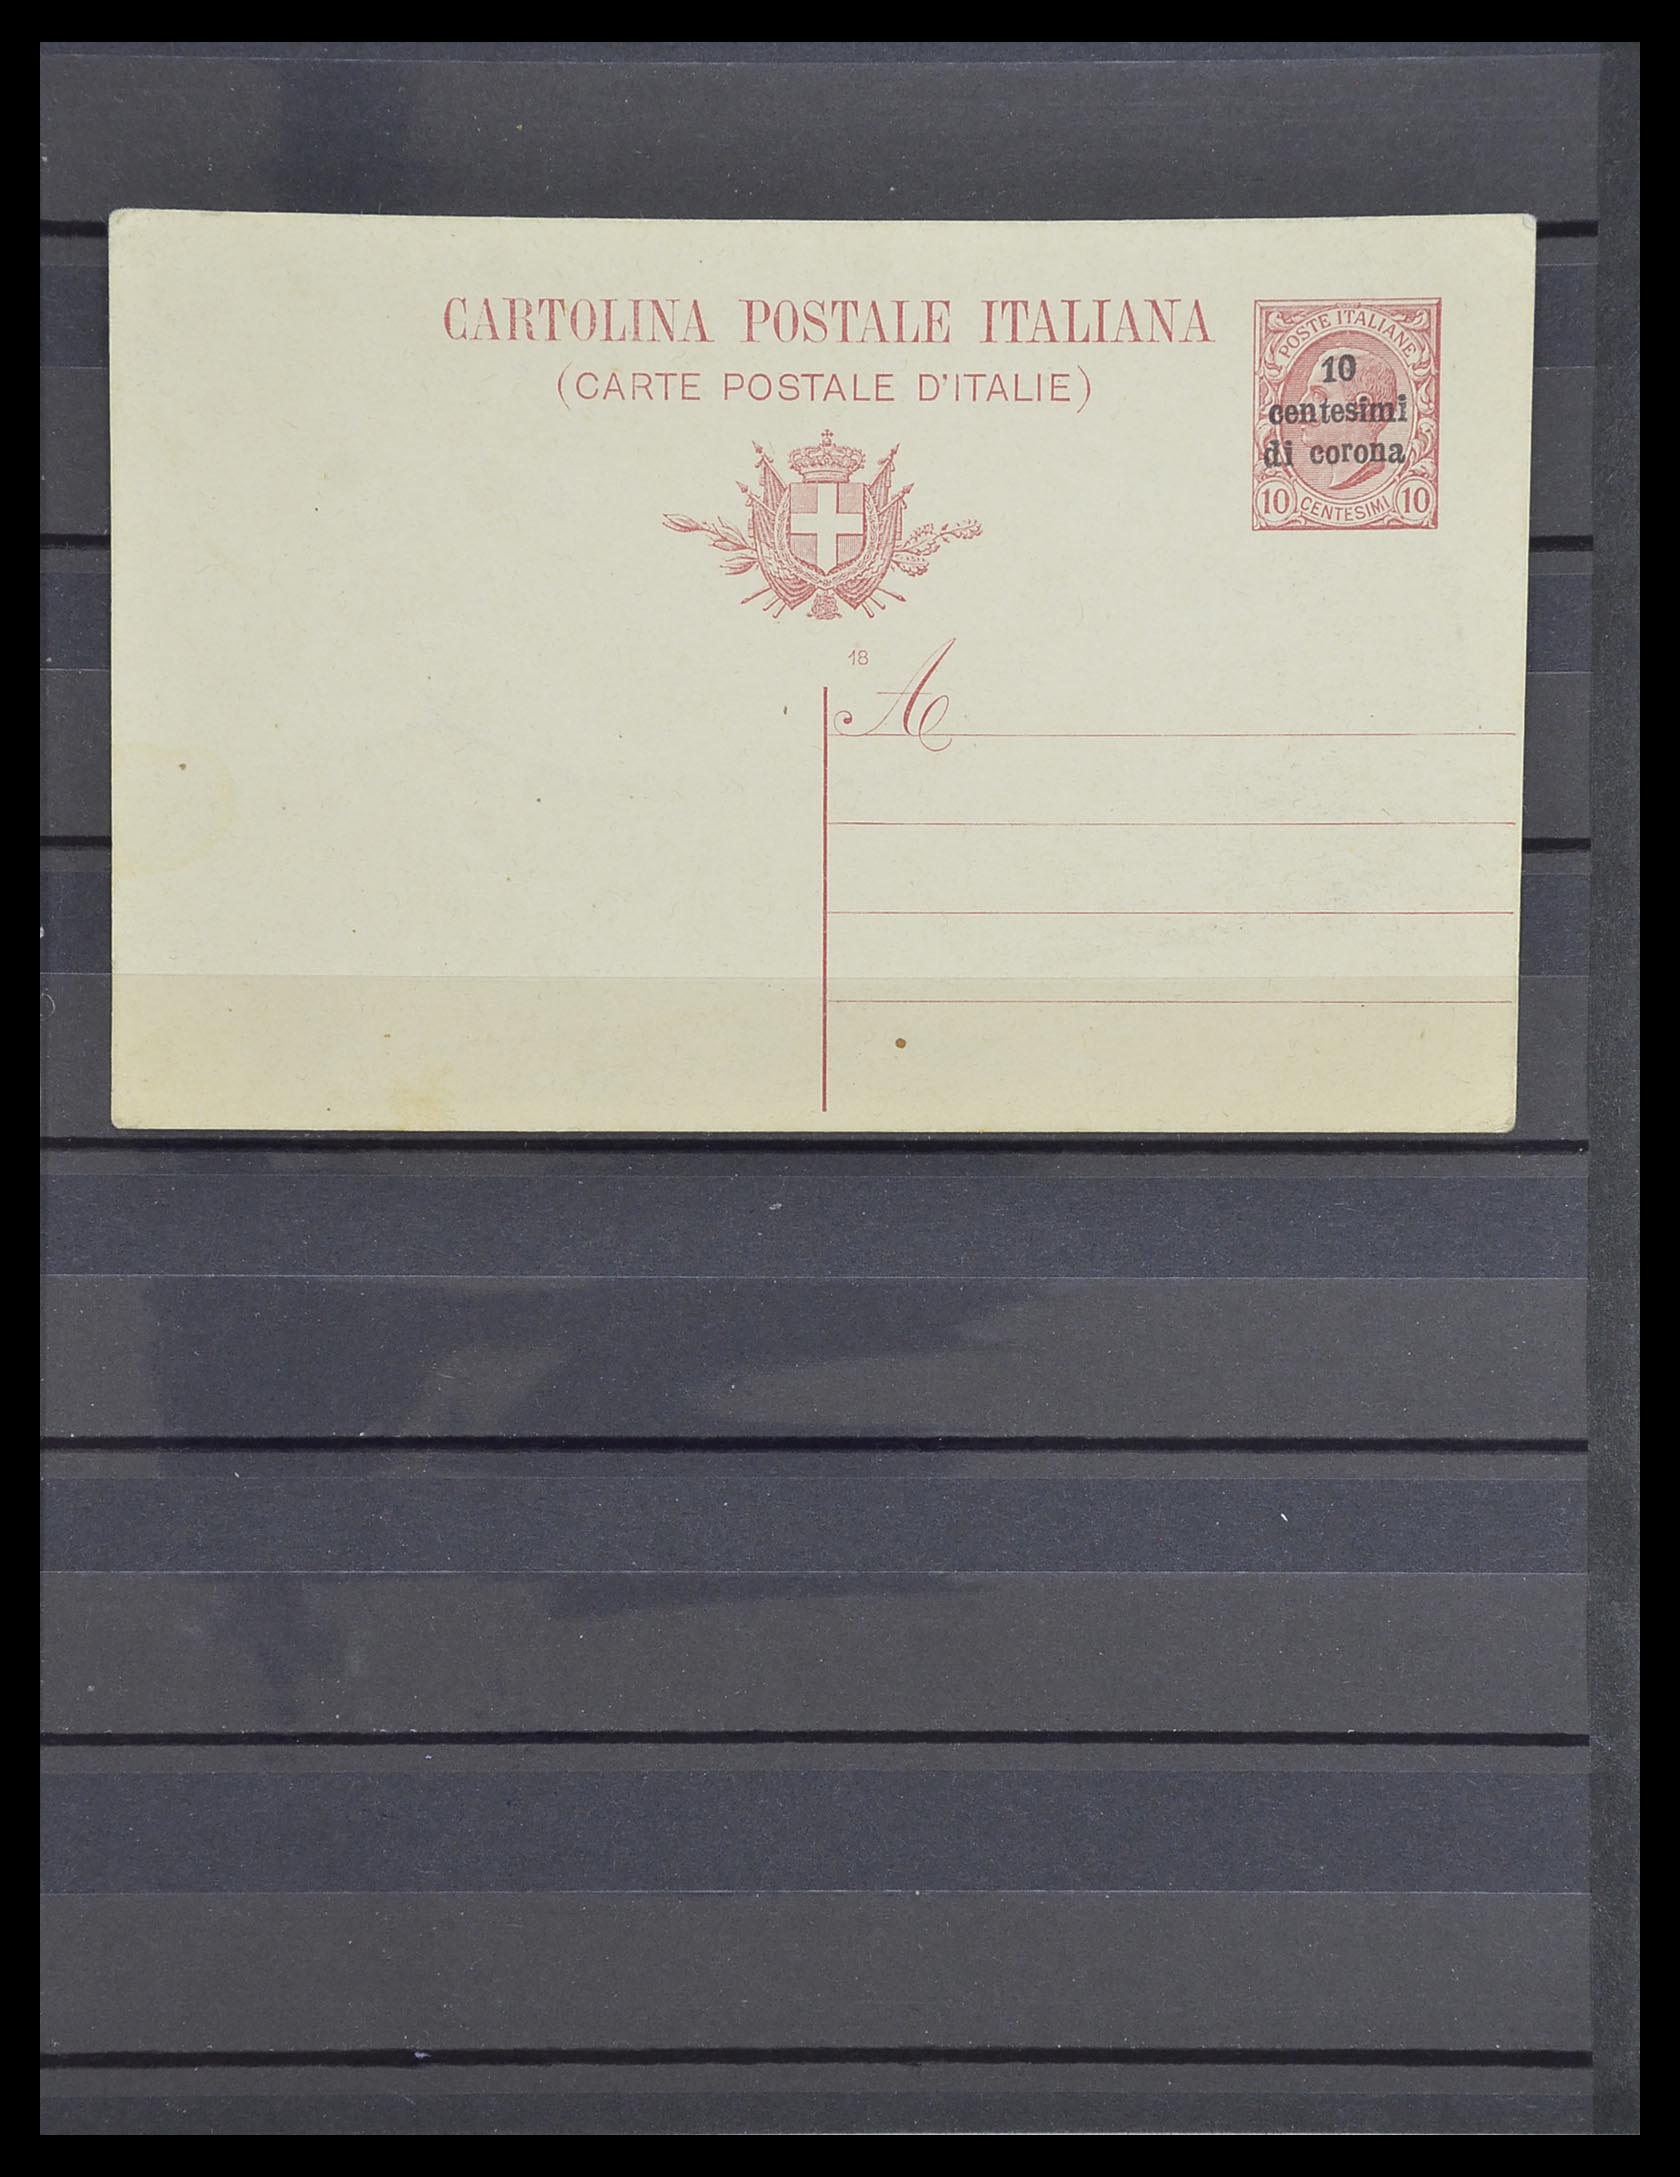 CARTOLINA POSTALE ITALIANA
(CARTE POSTALE D'ITALIE)
POSTE ITALIANE
10
centesimi
di corona
10 CENTESIMI 10
18
A